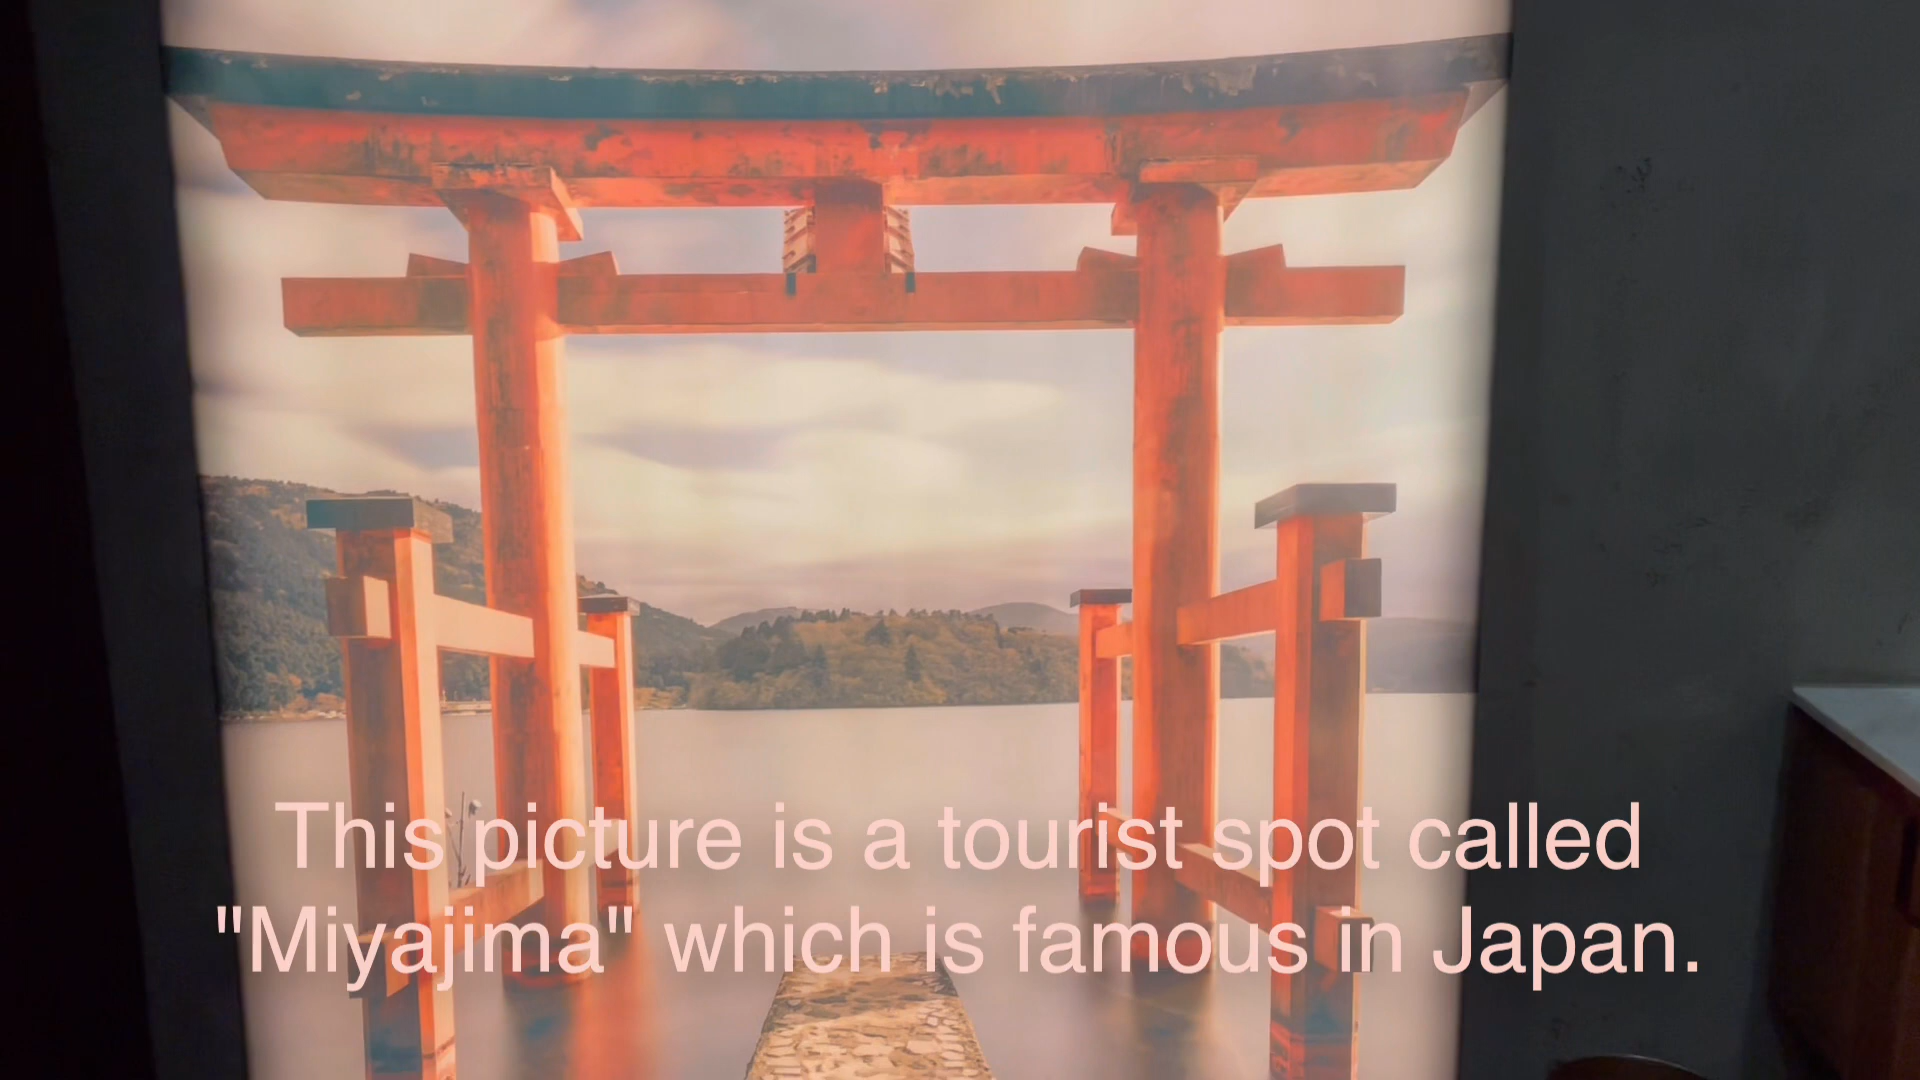 This picture is a tourist spot called
"Miyajima" which is famous in Japan.